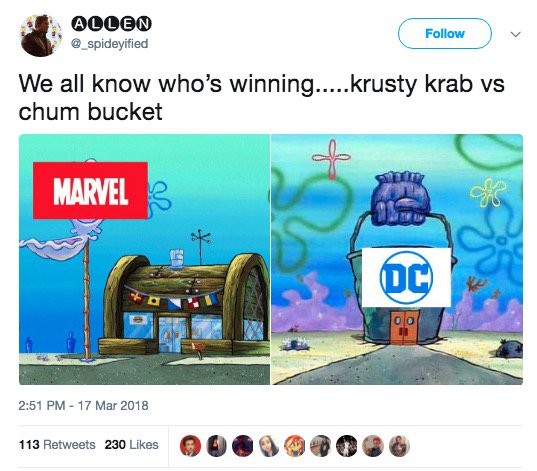 ALLEN
@_spideyified
Follow
We all know who's winning.....krusty krab vs
chum bucket
MARVEL
DC
2:51 PM - 17 Mar 2018
113 Retweets 230 Likes